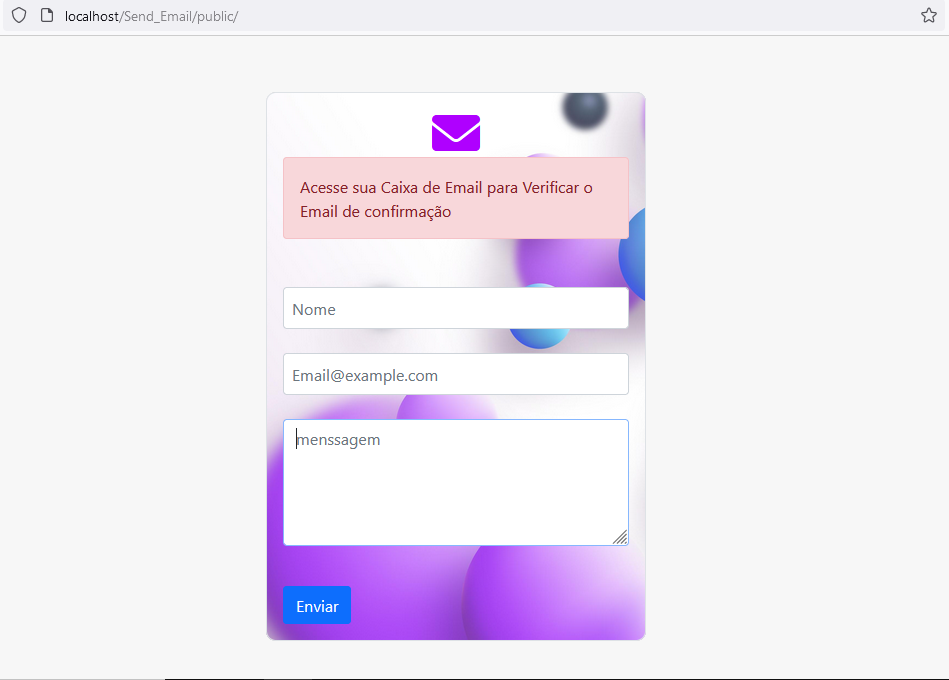 localhost/Send_Email/public/
Acesse sua Caixa de Email para Verificar o
Email de confirmação
Nome
Email@example.com
menssagem
Enviar